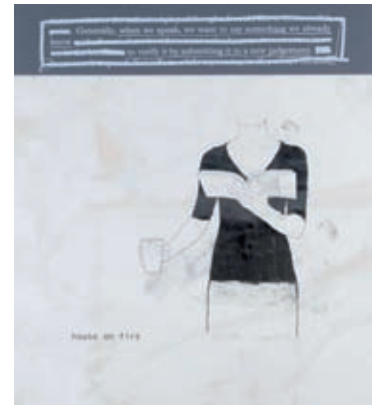 Generally, when we speak, we want to say something we already
know
to verify it by submitting it to a new judgement.
house on fire